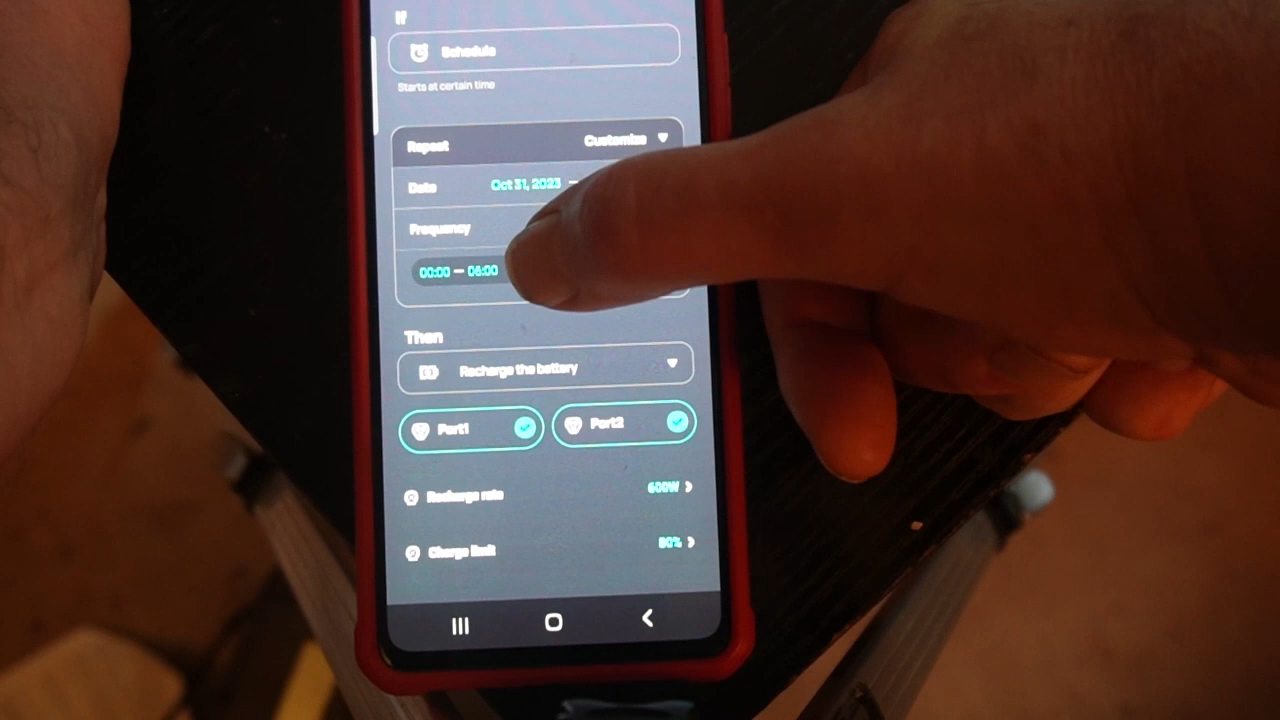 If
Schedule
Starts at certain time
Repeat Customize
Date Oct 31, 2023 –
Frequency
00:00 – 06:00
Then
Recharge the battery
Port1 Port2
Recharge rate 600W
Charge limit 80%